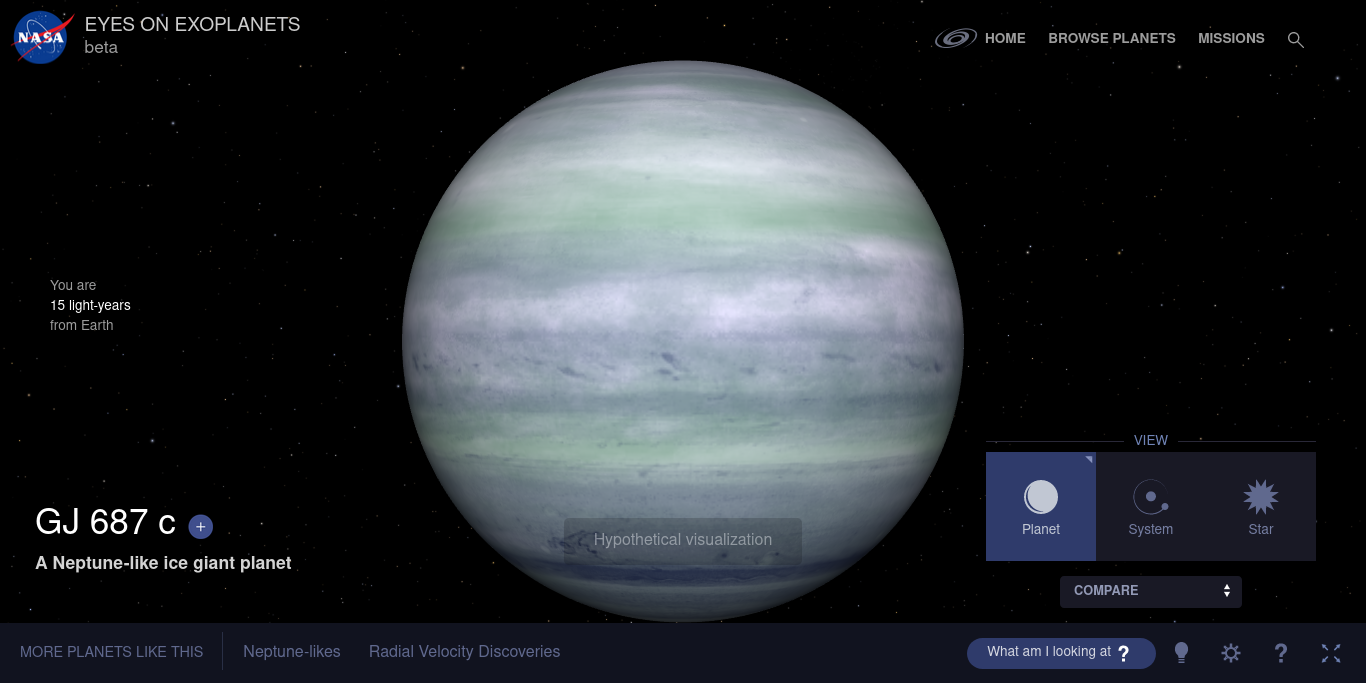 NASA
EYES ON EXOPLANETS
beta
HOME
BROWSE PLANETS
MISSIONS
You are
15 light-years
from Earth
VIEW
Planet
System
Star
GJ 687 c +
A Neptune-like ice giant planet
Hypothetical visualization
COMPARE
MORE PLANETS LIKE THIS
Neptune-likes
Radial Velocity Discoveries
What am I looking at ?
?